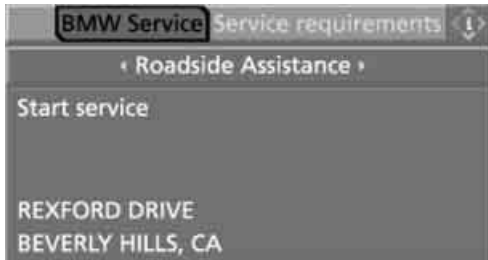 BMW Service Service requirements i
‹ Roadside Assistance ›
Start service
REXFORD DRIVE
BEVERLY HILLS, CA